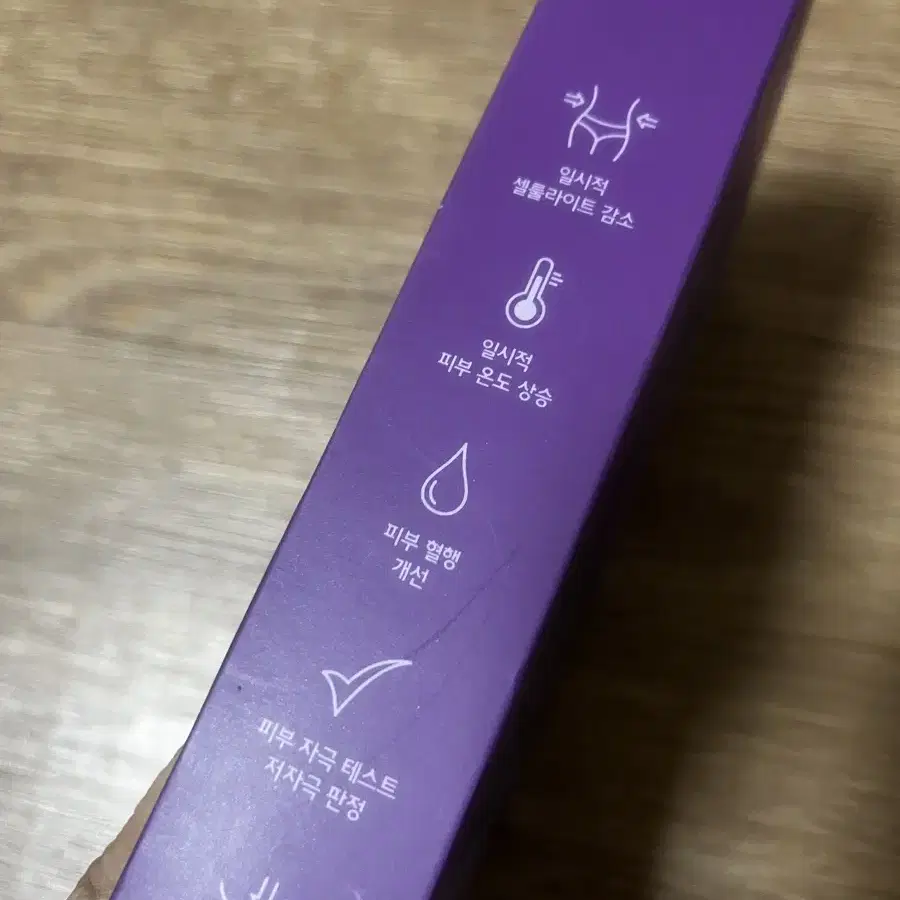 일시적
셀룰라이트 감소
일시적
피부 온도 상승
피부 혈행
개선
피부 자극 테스트
저자극 판정